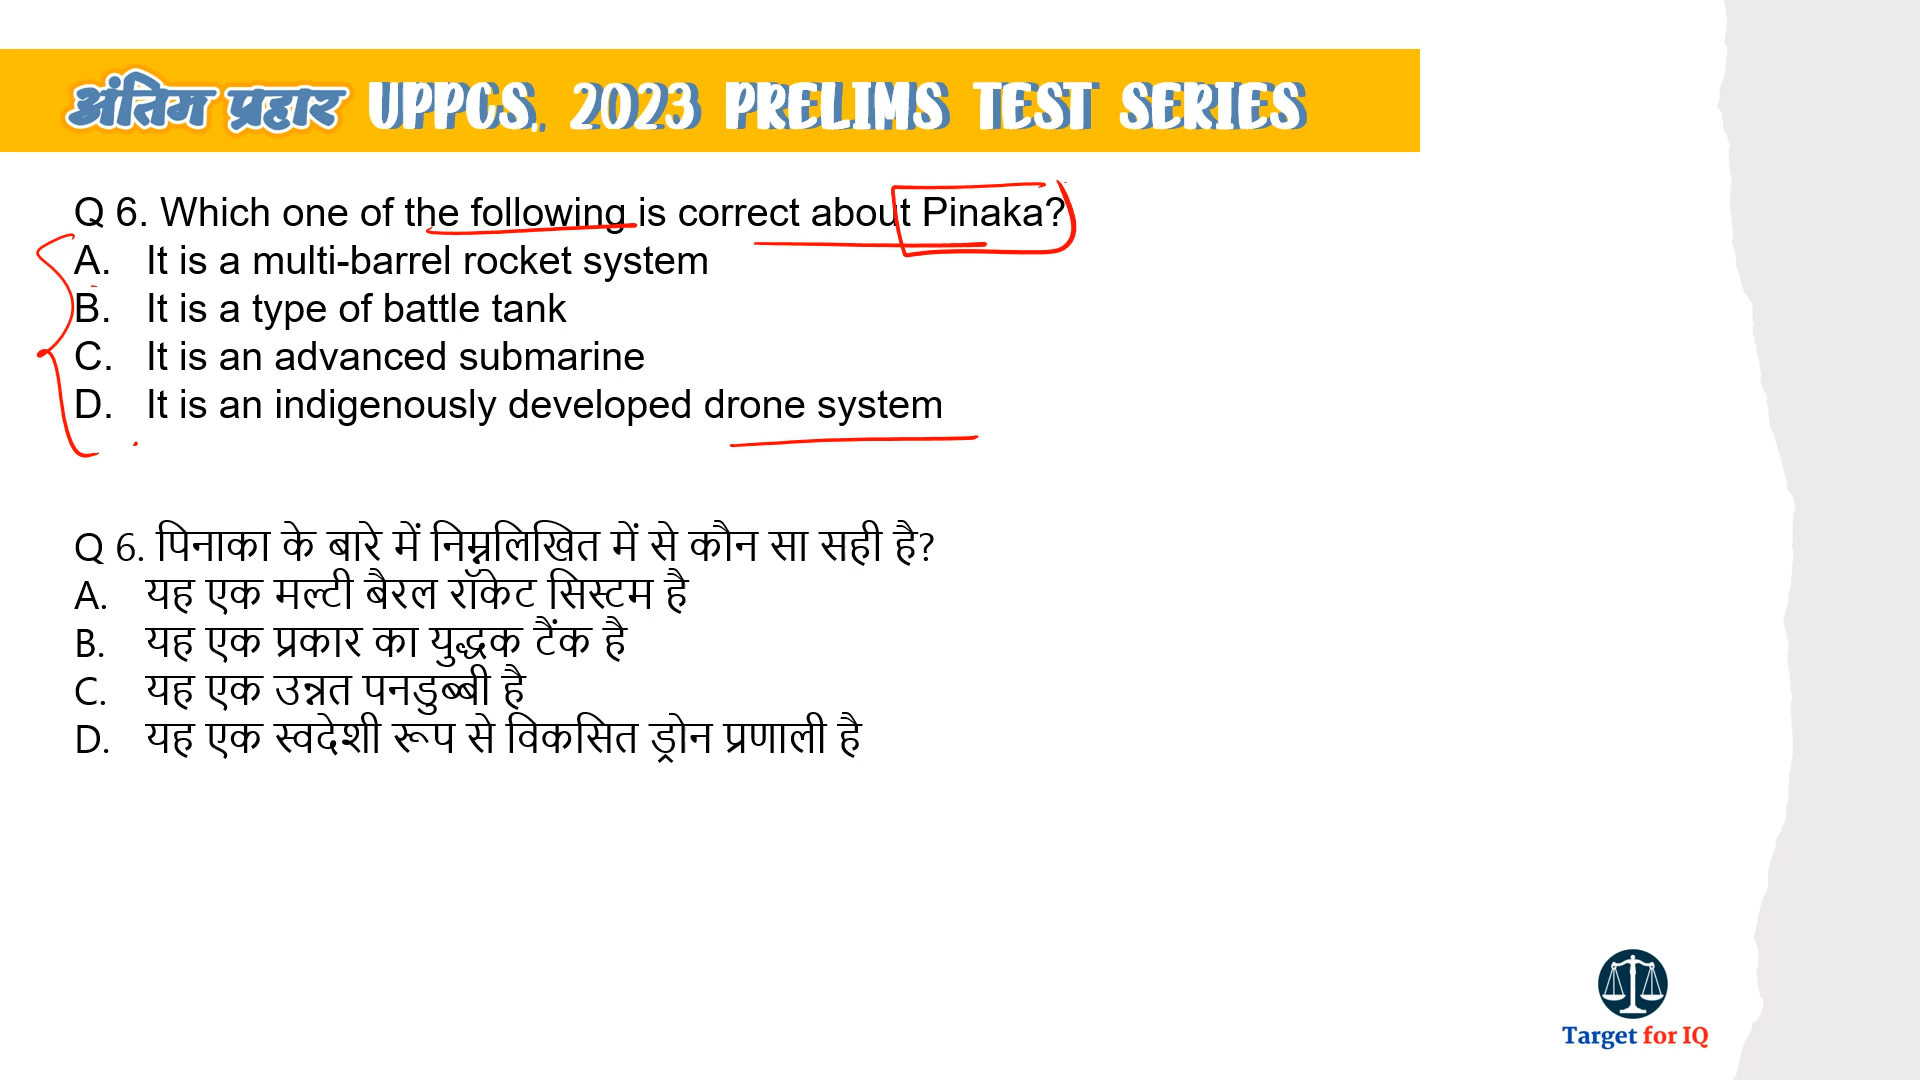 अंतिम प्रहार UPPCS, 2023 PRELIMS TEST SERIES
Q 6. Which one of the following is correct about Pinaka?
A. It is a multi-barrel rocket system
B. It is a type of battle tank
C. It is an advanced submarine
D. It is an indigenously developed drone system
Q 6. पिनाका के बारे में निम्नलिखित में से कौन सा सही है?
A. यह एक मल्टी बैरल रॉकेट सिस्टम है
B. यह एक प्रकार का युद्धक टैंक है
C. यह एक उन्नत पनडुब्बी है
D. यह एक स्वदेशी रूप से विकसित ड्रोन प्रणाली है
Target for IQ